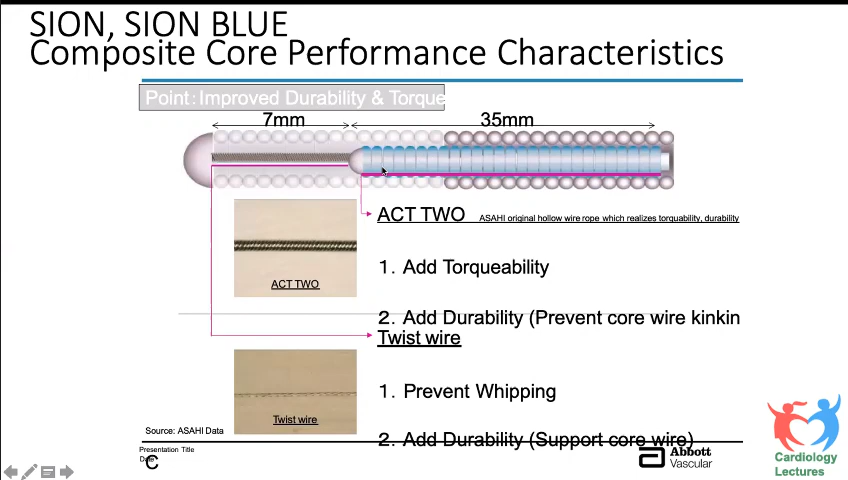 SION, SION BLUE
Composite Core Performance Characteristics
Point：Improved Durability & Torque
7mm
35mm
ACT TWO ASAHI original hollow wire rope which realizes torquability, durability
ACT TWO
1. Add Torqueability
2. Add Durability (Prevent core wire kinkin
Twist wire
1. Prevent Whipping
Twist wire
2. Add Durability (Support core wire)
Source: ASAHI Data
Presentation Title
C
Abbott
Vascular
Cardiology
Lectures